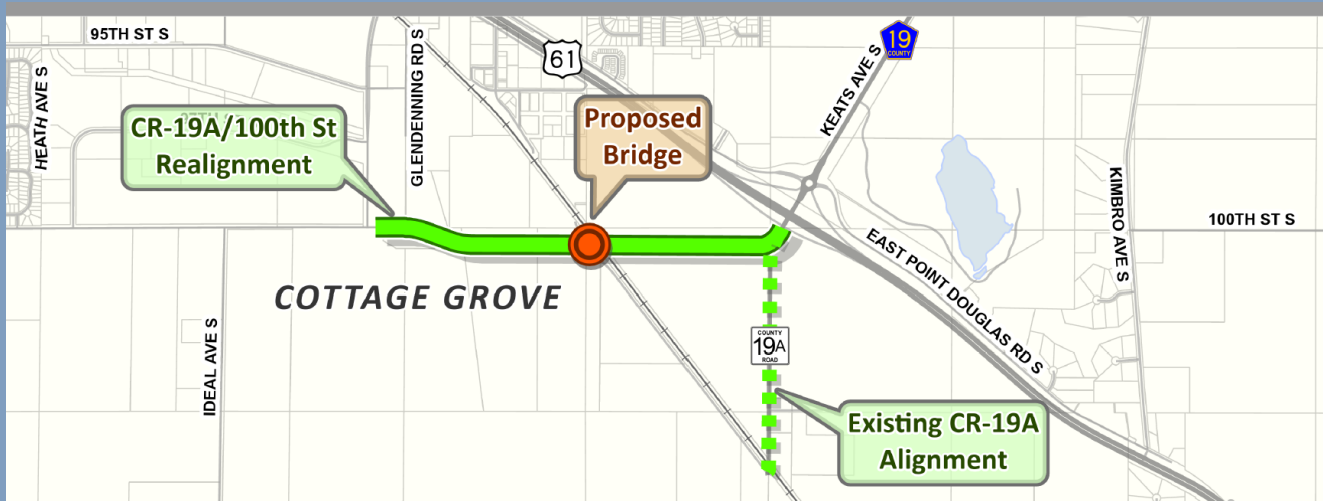 95TH ST S
HEATH AVE S
GLENDENNING RD S
61
19
COUNTY
KEATS AVE S
CR-19A/100th St
Realignment
Proposed
Bridge
KIMBRO AVE S
100TH ST S
EAST POINT DOUGLAS RD S
COTTAGE GROVE
IDEAL AVE S
COUNTY
19A
ROAD
Existing CR-19A
Alignment